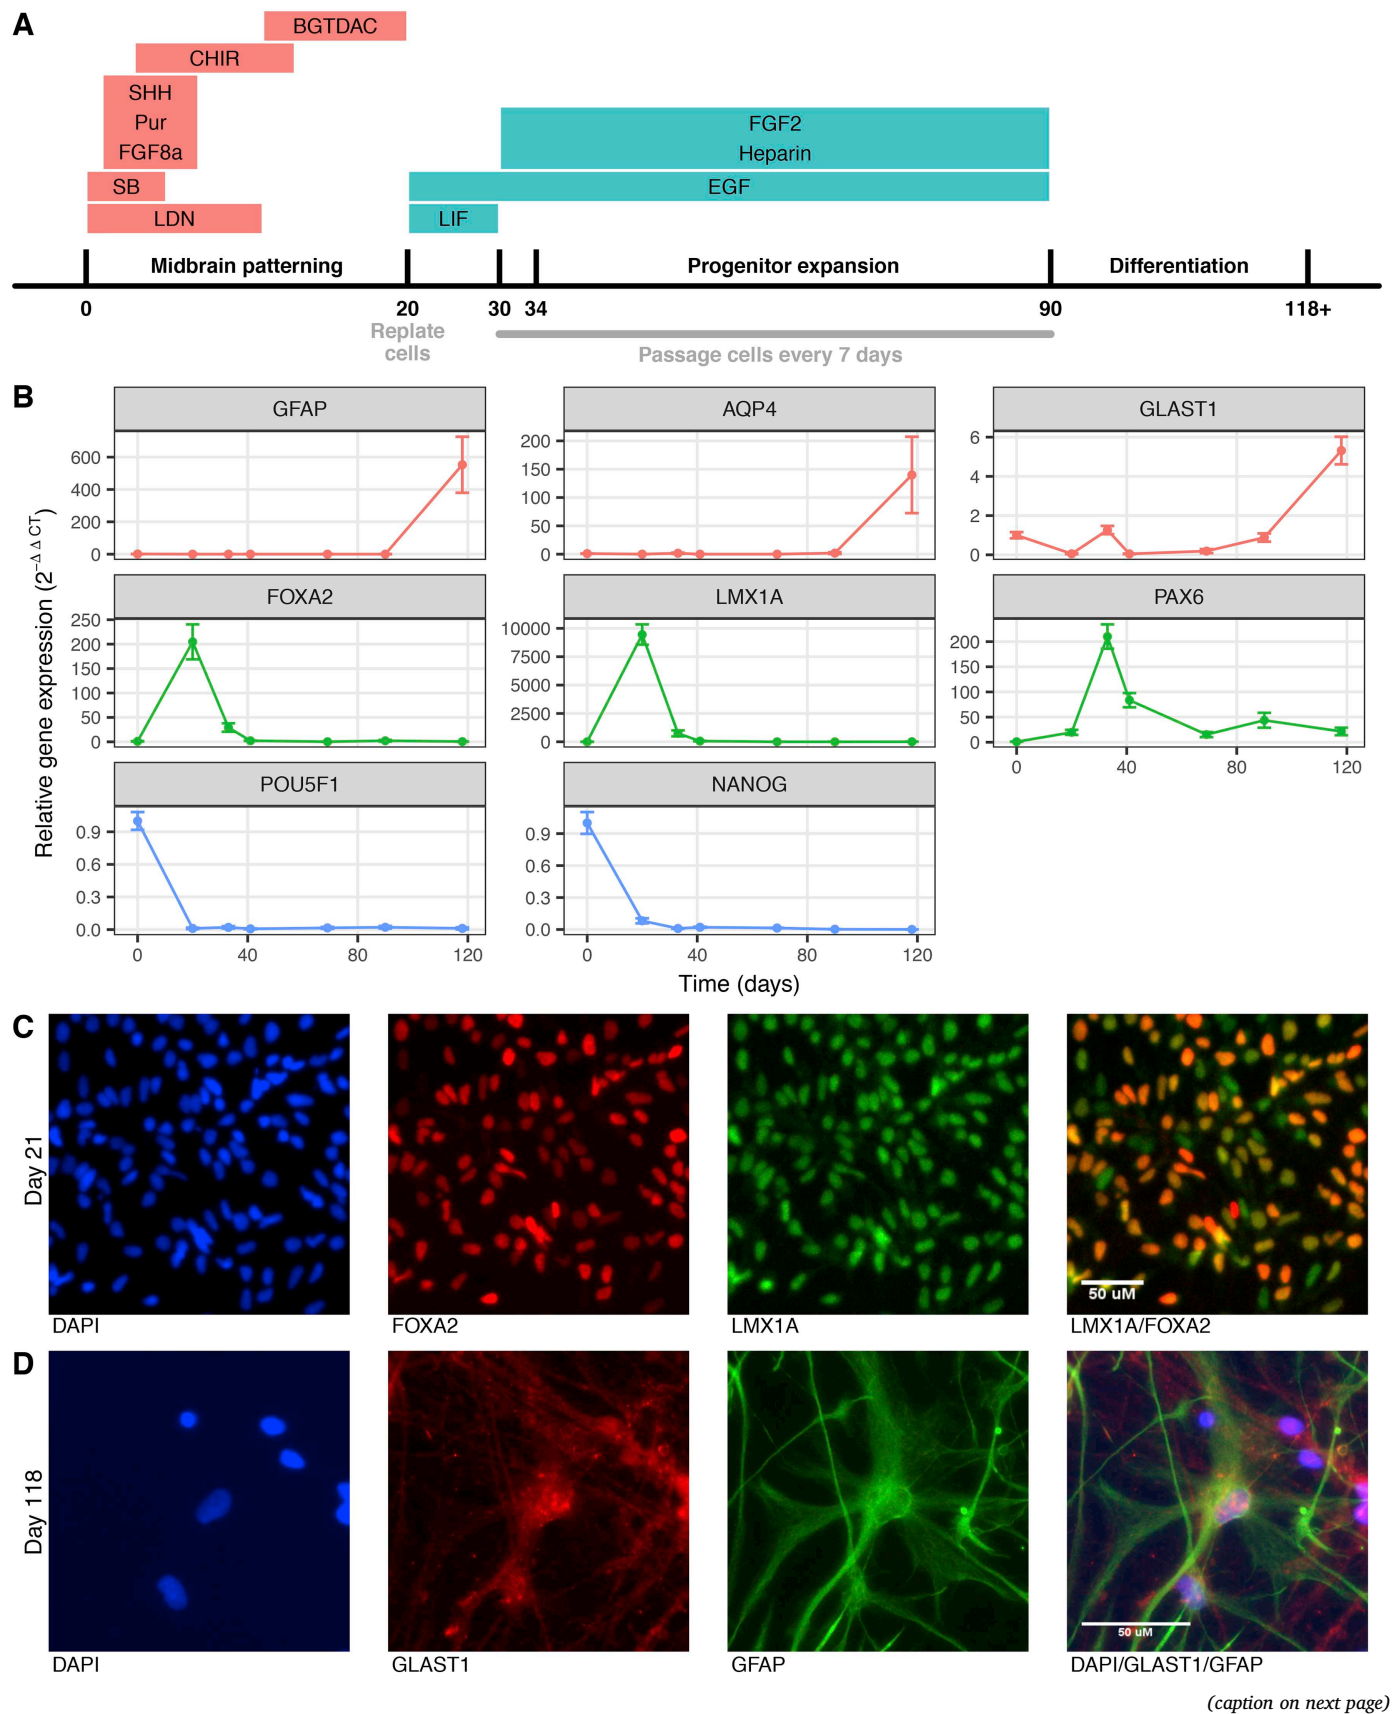 A
BGTDAC
CHIR
SHH
Pur
FGF8a
SB
LDN
FGF2
Heparin
EGF
LIF
Midbrain patterning
Progenitor expansion
Differentiation
0
20
30
34
90
118+
Replate
cells
Passage cells every 7 days
B
Relative gene expression (2^-Δ Δ CT)
GFAP
600
400
200
0
AQP4
200
150
100
50
0
GLAST1
6
4
2
0
FOXA2
250
200
150
100
50
0
LMX1A
10000
7500
5000
2500
0
PAX6
200
150
100
50
0
0
40
80
120
POU5F1
0.9
0.6
0.3
0.0
0
40
80
120
NANOG
0.9
0.6
0.3
0.0
0
40
80
120
Time (days)
C
Day 21
50 uM
DAPI
FOXA2
LMX1A
LMX1A/FOXA2
D
Day 118
50 uM
DAPI
GLAST1
GFAP
DAPI/GLAST1/GFAP
(caption on next page)